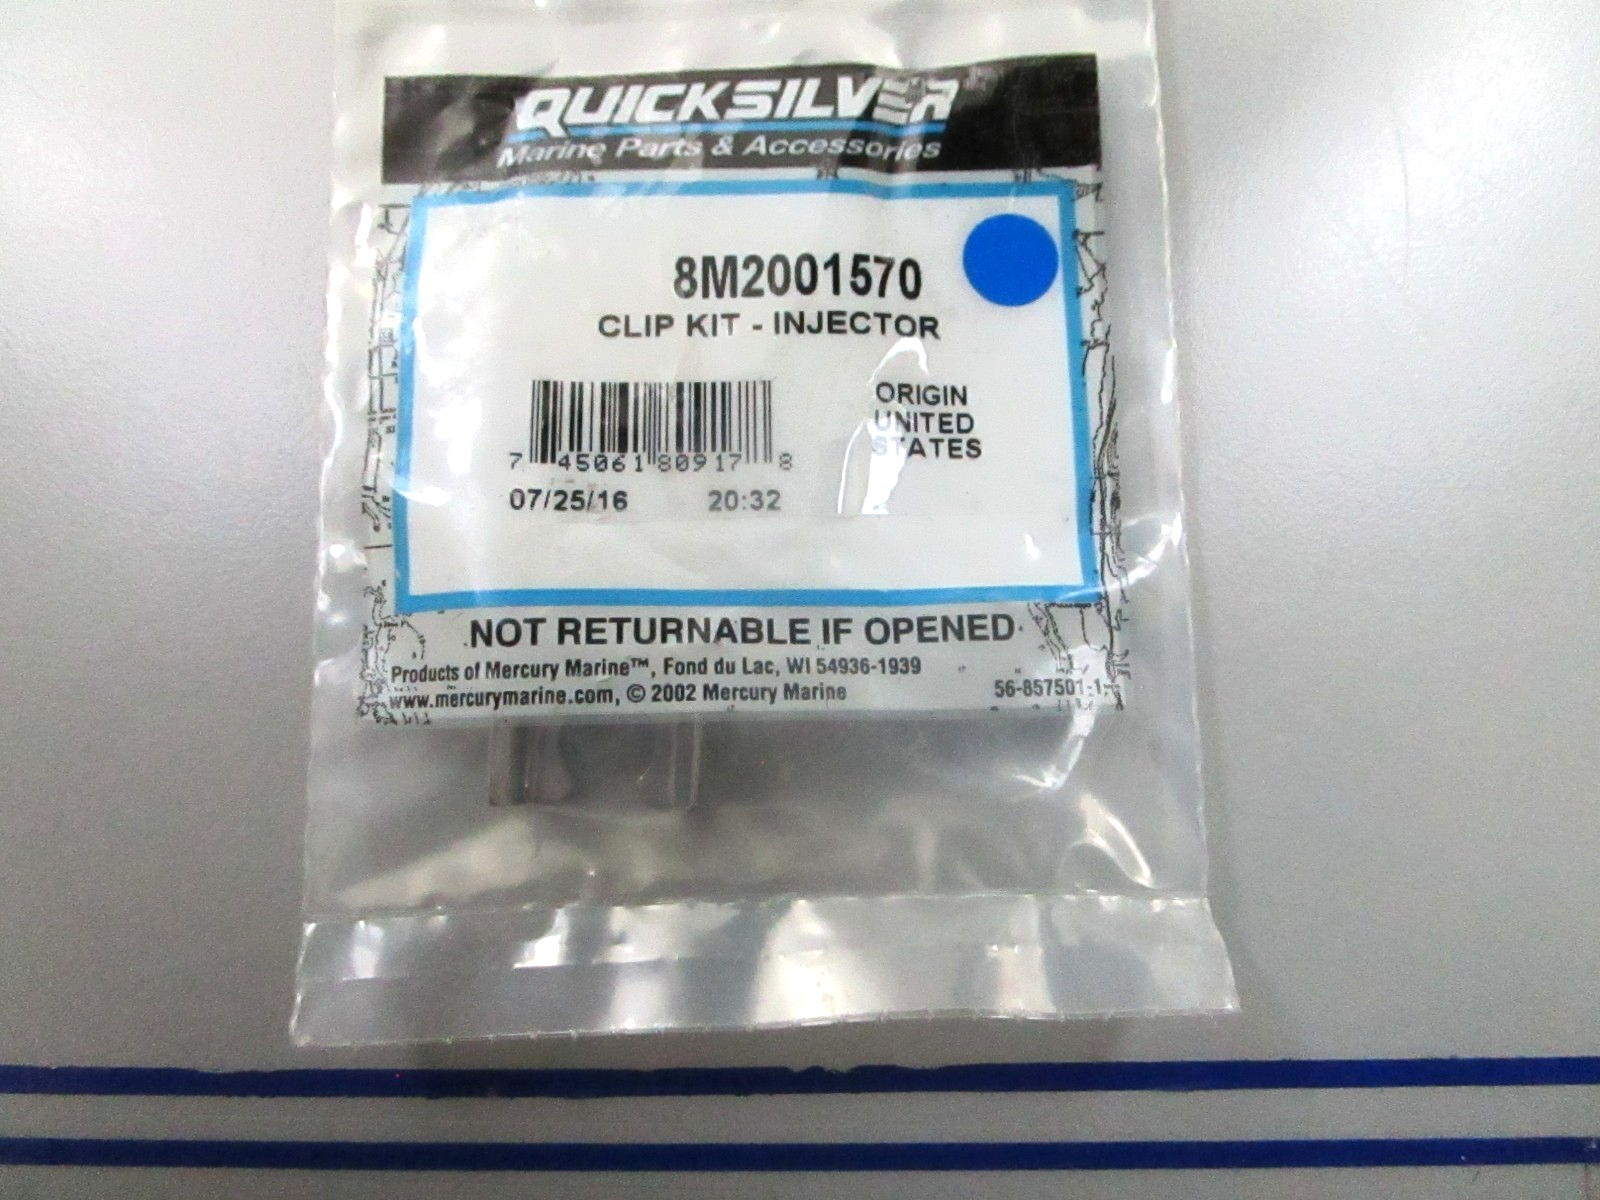 QUICKSILVER
Marine Parts & Accessories
8M2001570
CLIP KIT - INJECTOR
ORIGIN
UNITED
STATES
7 45061 80917 8
07/25/16 20:32
NOT RETURNABLE IF OPENED
Products of Mercury Marine™, Fond du Lac, WI 54936-1939
www.mercurymarine.com, © 2002 Mercury Marine 56-857501-1